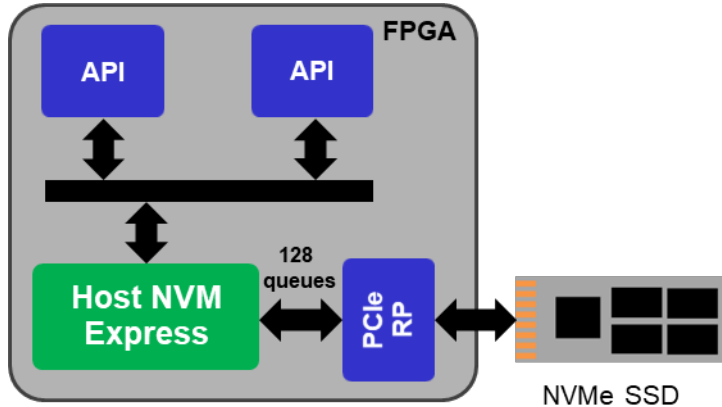 FPGA
API
API
128
queues
Host NVM
Express
PCIe
RP
NVMe SSD